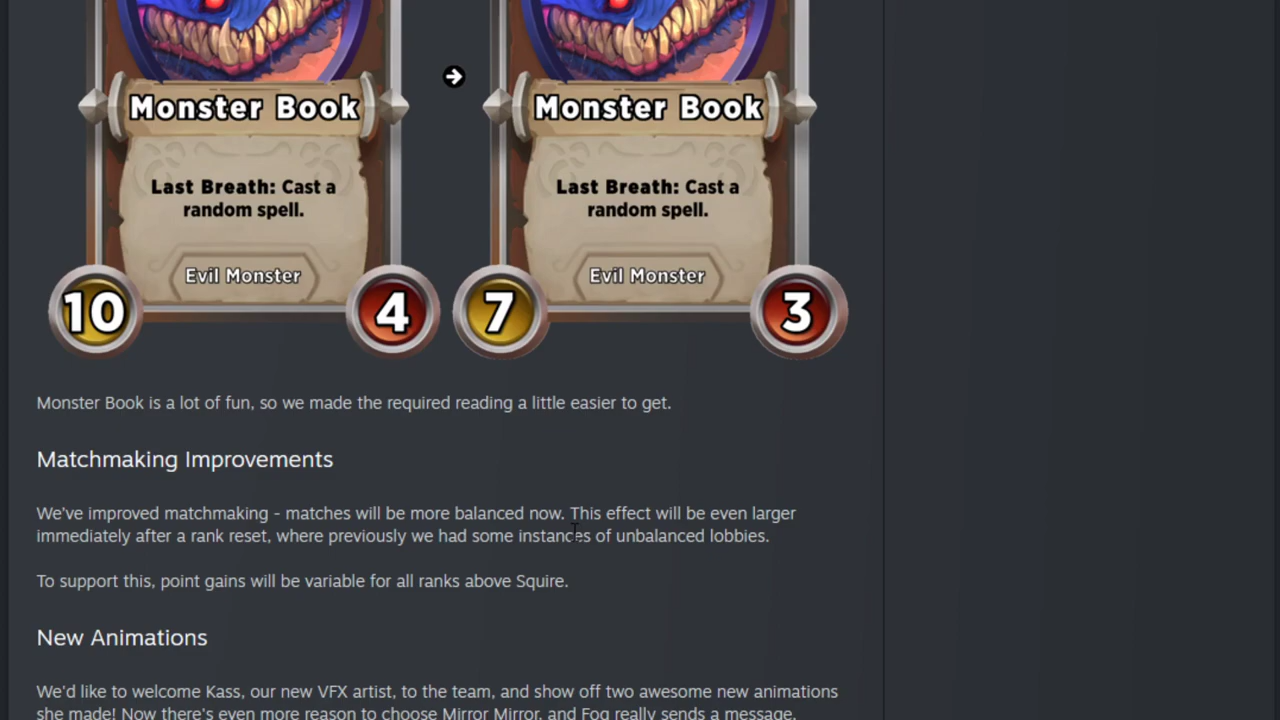 Monster Book Monster Book
Last Breath: Cast a Last Breath: Cast a
random spell. random spell.
Evil Monster Evil Monster
10 4 7 3
Monster Book is a lot of fun, so we made the required reading a little easier to get.
Matchmaking Improvements
We've improved matchmaking - matches will be more balanced now. This effect will be even larger
immediately after a rank reset, where previously we had some instances of unbalanced lobbies.
To support this, point gains will be variable for all ranks above Squire.
New Animations
We'd like to welcome Kass, our new VFX artist, to the team, and show off two awesome new animations
she made! Now there's even more reason to choose Mirror Mirror, and Fog really sends a message.